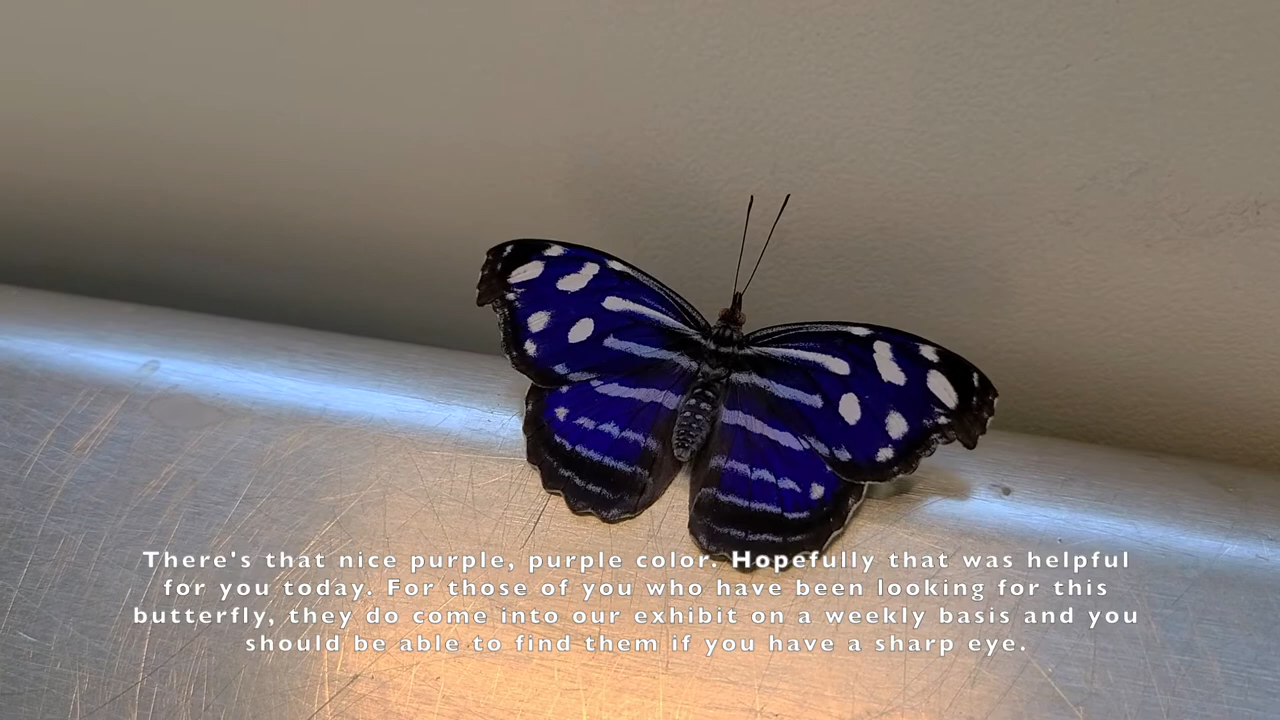 There's that nice purple, purple color. Hopefully that was helpful
for you today. For those of you who have been looking for this
butterfly, they do come into our exhibit on a weekly basis and you
should be able to find them if you have a sharp eye.